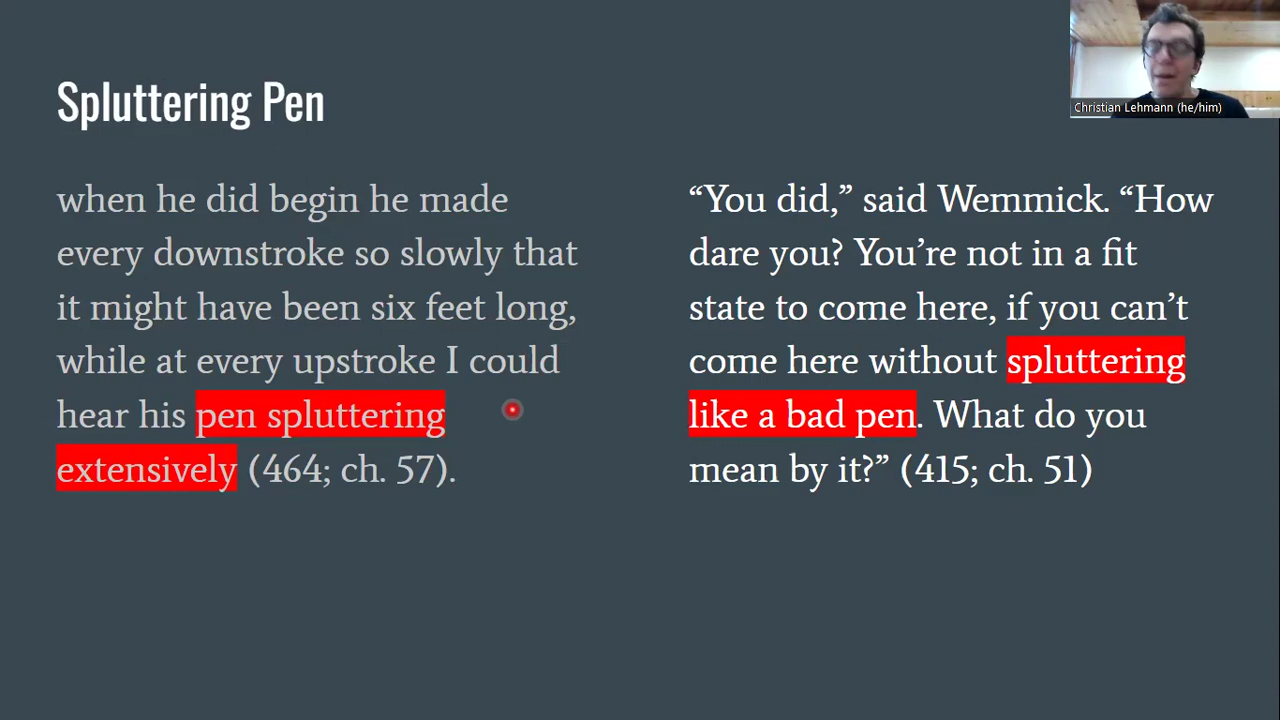 Spluttering Pen
when he did begin he made
every downstroke so slowly that
it might have been six feet long,
while at every upstroke I could
hear his pen spluttering
extensively (464; ch. 57).
“You did,” said Wemmick. “How
dare you? You’re not in a fit
state to come here, if you can’t
come here without spluttering
like a bad pen. What do you
mean by it?” (415; ch. 51)
Christian Lehmann (he/him)